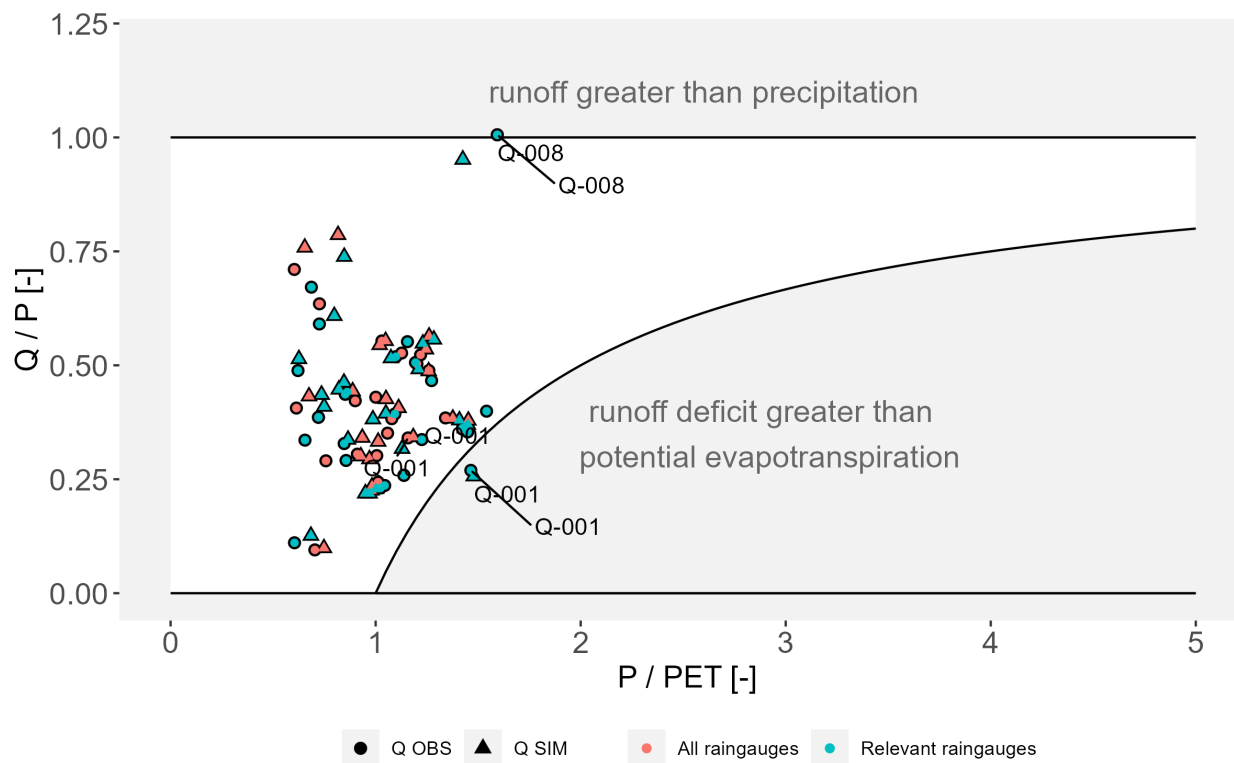 1.25
runoff greater than precipitation
1.00
Q-008
Q-008
0.75
Q / P [-]
0.50
runoff deficit greater than
Q-001
potential evapotranspiration
Q-001
0.25
Q-001
Q-001
0.00
0 1 2 3 4 5
P / PET [-]
Q OBS Q SIM All raingauges Relevant raingauges